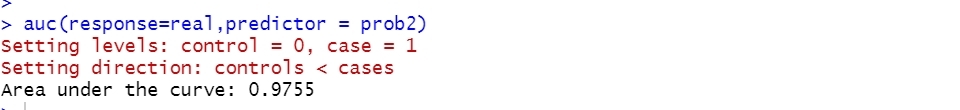 >
> auc(response=real,predictor = prob2)
Setting levels: control = 0, case = 1
Setting direction: controls < cases
Area under the curve: 0.9755
>